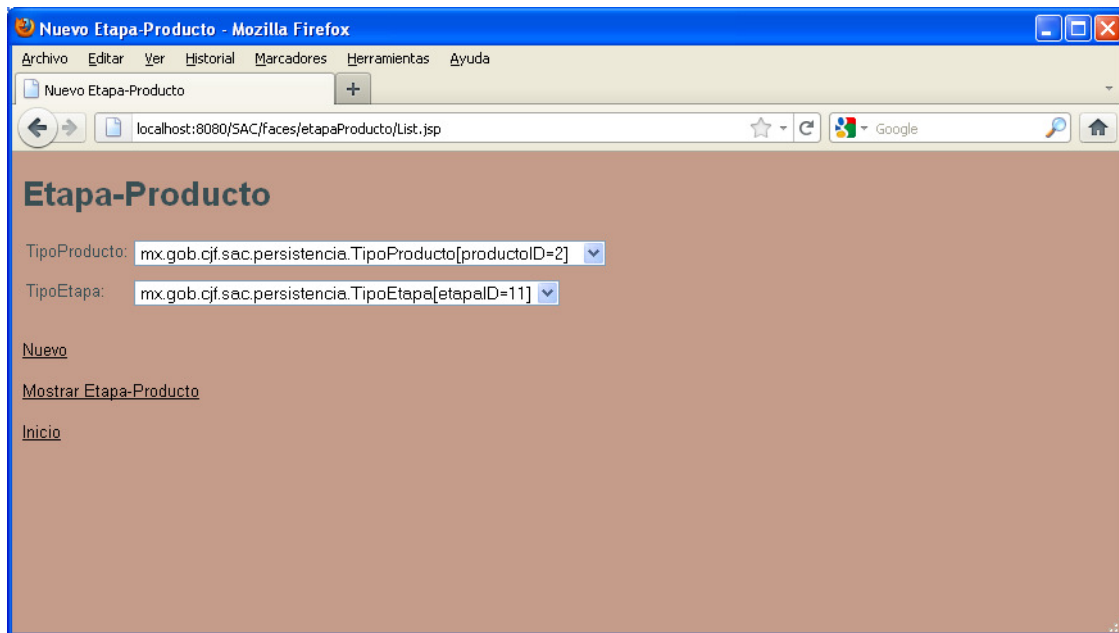 Nuevo Etapa-Producto - Mozilla Firefox
Archivo Editar Ver Historial Marcadores Herramientas Ayuda
Nuevo Etapa-Producto
localhost:8080/SAC/faces/etapaProducto/List.jsp Google
Etapa-Producto
TipoProducto: mx.gob.cjf.sac.persistencia.TipoProducto[productoID=2]
TipoEtapa: mx.gob.cjf.sac.persistencia.TipoEtapa[etapaID=11]
Nuevo
Mostrar Etapa-Producto
Inicio